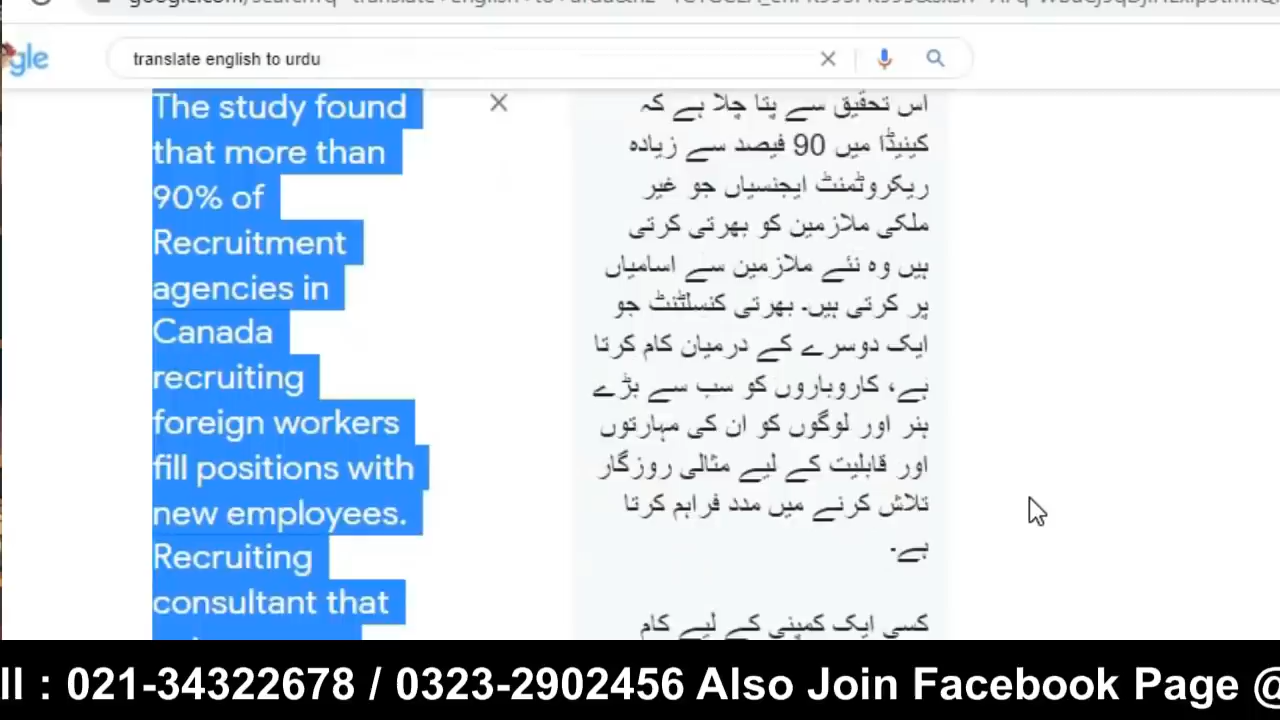 gle
translate english to urdu
The study found
that more than
90% of
Recruitment
agencies in
Canada
recruiting
foreign workers
fill positions with
new employees.
Recruiting
consultant that
اس تحقیق سے پتا چلا ہے کہ
کینیڈا میں 90 فیصد سے زیادہ
ریکروٹمنٹ ایجنسیاں جو غیر
ملکی ملازمین کو بھرتی کرتی
ہیں وہ نئے ملازمین سے اسامیاں
پر کرتی ہیں۔ بھرتی کنسلٹنٹ جو
ایک دوسرے کے درمیان کام کرتا
ہے، کاروباروں کو سب سے بڑے
ہنر اور لوگوں کو ان کی مہارتوں
اور قابلیت کے لیے مثالی روزگار
تلاش کرنے میں مدد فراہم کرتا
ہے۔
کسی ایک کمپنی کے لیے کام
ll : 021-34322678 / 0323-2902456 Also Join Facebook Page @